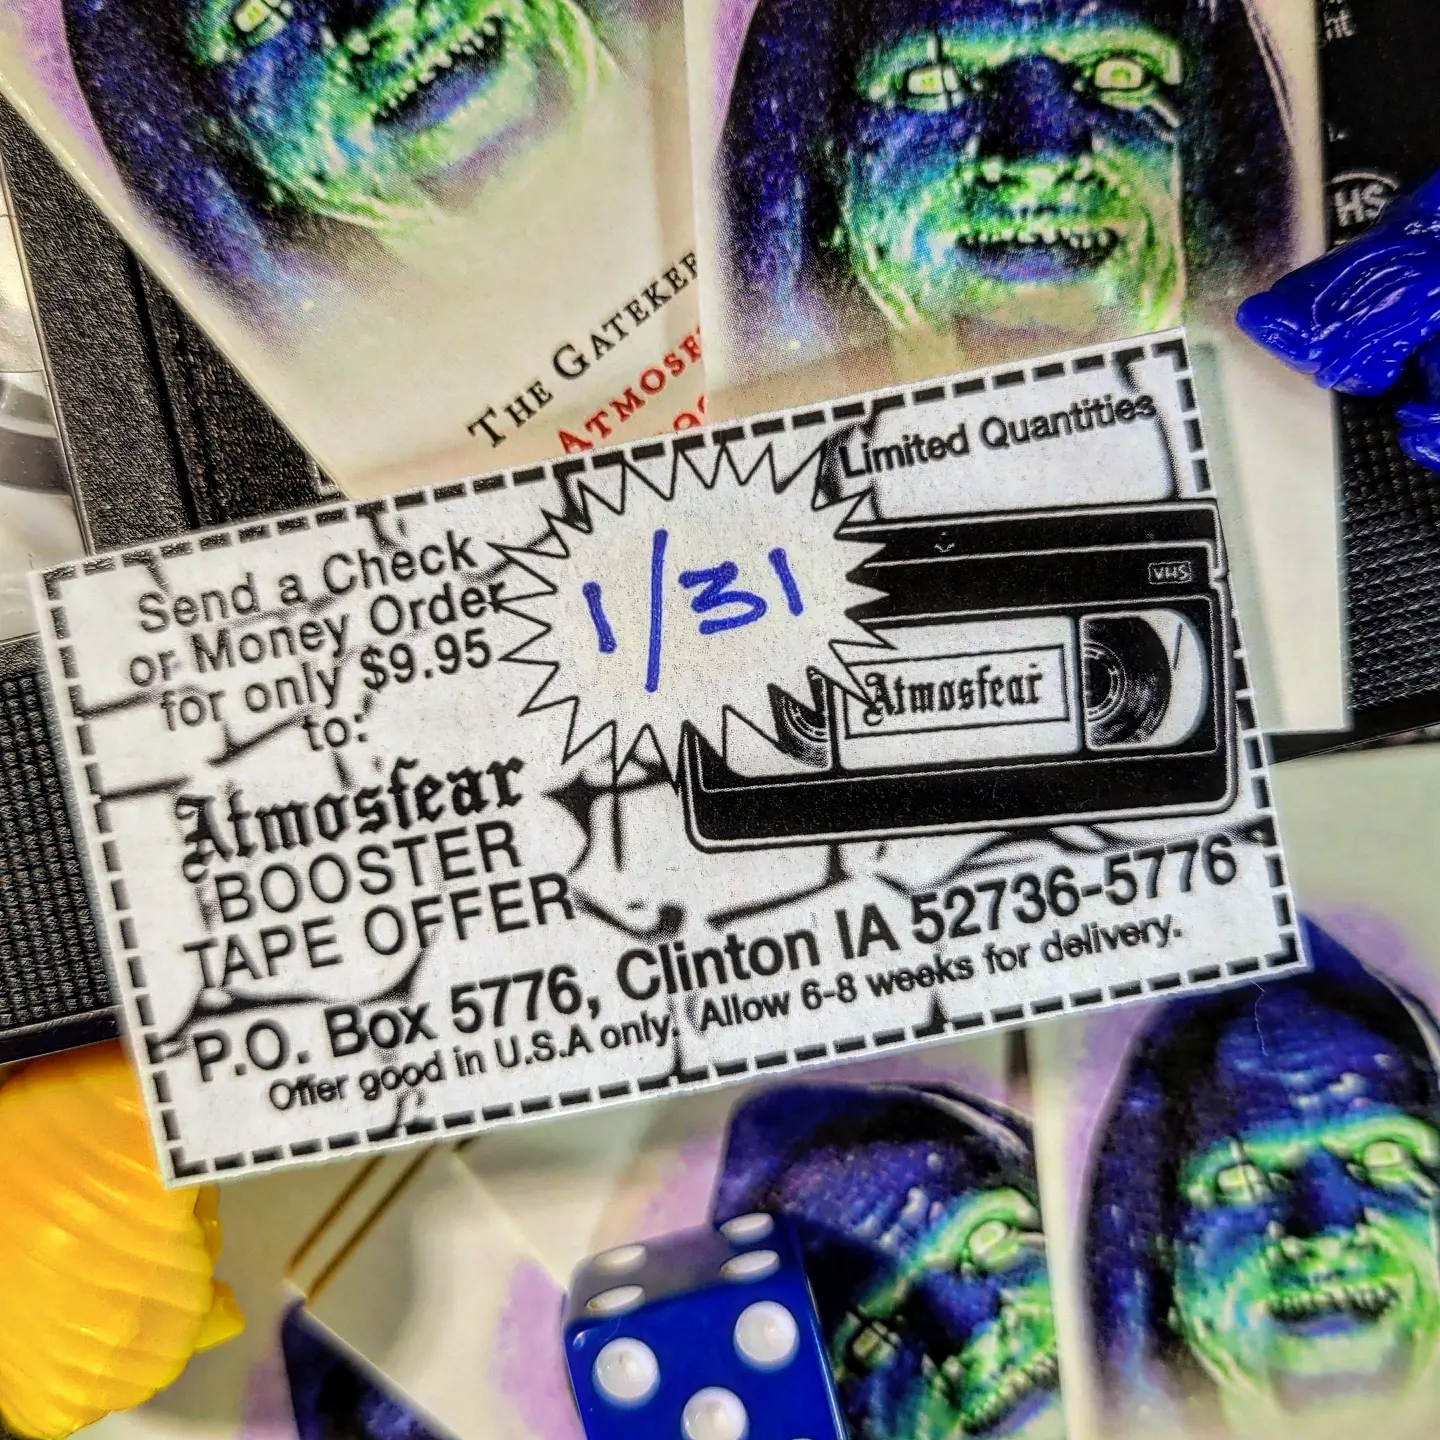 THE GATEKEE
ATMOSF
Limited Quantities
Send a Check
or Money Order
for only $9.95
to:
1/31
VHS
Atmosfear
Atmosfear
BOOSTER
TAPE OFFER
P.O. Box 5776, Clinton IA 52736-5776
Offer good in U.S.A only. Allow 6-8 weeks for delivery.
HS